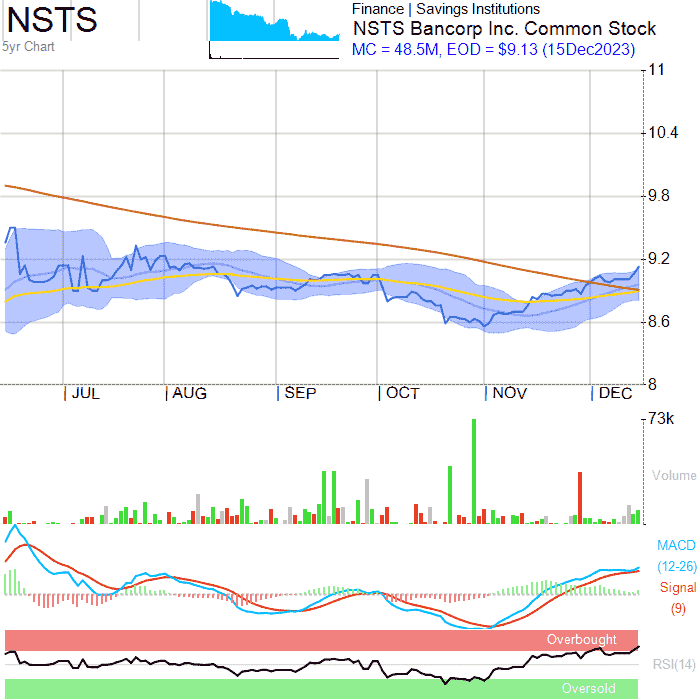 NSTS
5yr Chart
Finance | Savings Institutions
NSTS Bancorp Inc. Common Stock
MC = 48.5M, EOD = $9.13 (15Dec2023)
11
10.4
9.8
9.2
8.6
8
JUL AUG SEP OCT NOV DEC
73k
Volume
MACD
(12-26)
Signal
(9)
Overbought
RSI(14)
Oversold